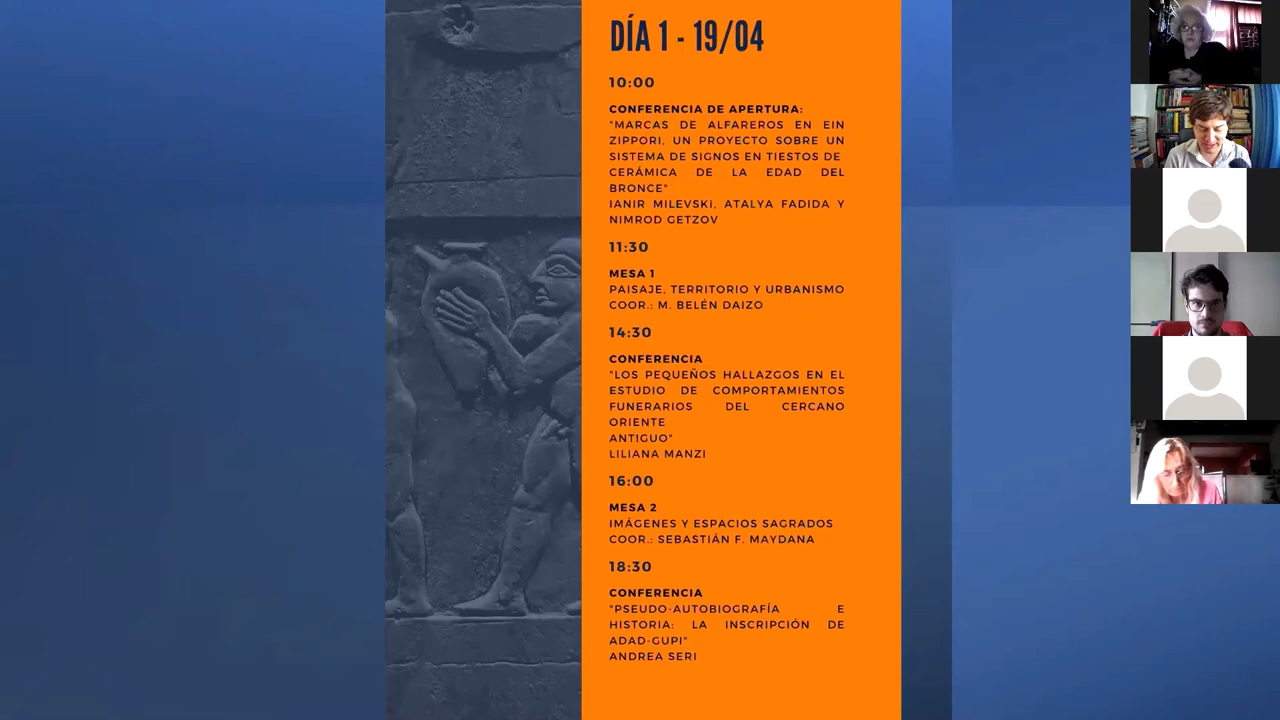 DÍA 1 - 19/04
10:00
CONFERENCIA DE APERTURA:
"MARCAS DE ALFAREROS EN EIN
ZIPPORI, UN PROYECTO SOBRE UN
SISTEMA DE SIGNOS EN TIESTOS DE
CERÁMICA DE LA EDAD DEL
BRONCE"
IANIR MILEVSKI, ATALYA FADIDA Y
NIMROD GETZOV
11:30
MESA 1
PAISAJE, TERRITORIO Y URBANISMO
COOR.: M. BELÉN DAIZO
14:30
CONFERENCIA
"LOS PEQUEÑOS HALLAZGOS EN EL
ESTUDIO DE COMPORTAMIENTOS
FUNERARIOS DEL CERCANO
ORIENTE
ANTIGUO"
LILIANA MANZI
16:00
MESA 2
IMÁGENES Y ESPACIOS SAGRADOS
COOR.: SEBASTIÁN F. MAYDANA
18:30
CONFERENCIA
"PSEUDO-AUTOBIOGRAFÍA E
HISTORIA: LA INSCRIPCIÓN DE
ADAD-GUPI"
ANDREA SERI